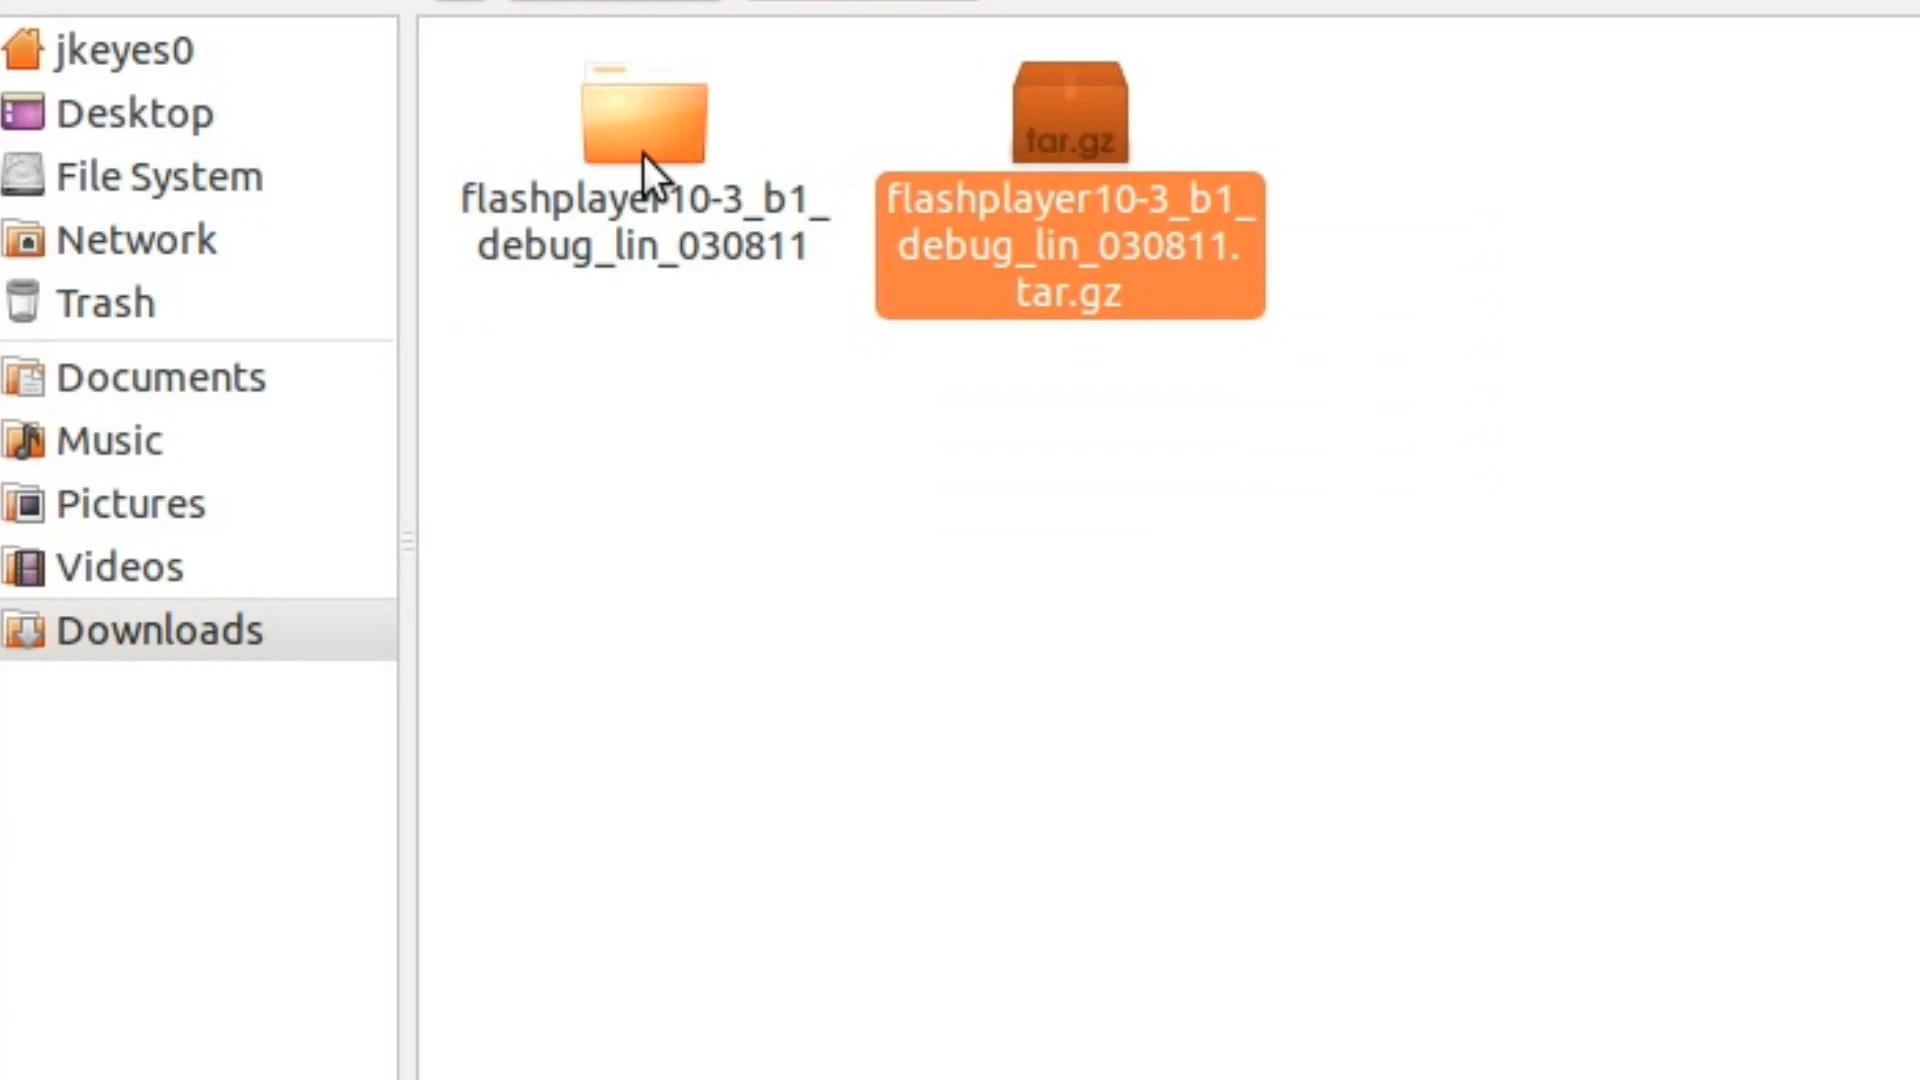 jkeyes0
Desktop
File System
Network
Trash
Documents
Music
Pictures
Videos
Downloads
flashplayer10-3_b1_
debug_lin_030811
tar.gz
flashplayer10-3_b1_
debug_lin_030811.
tar.gz